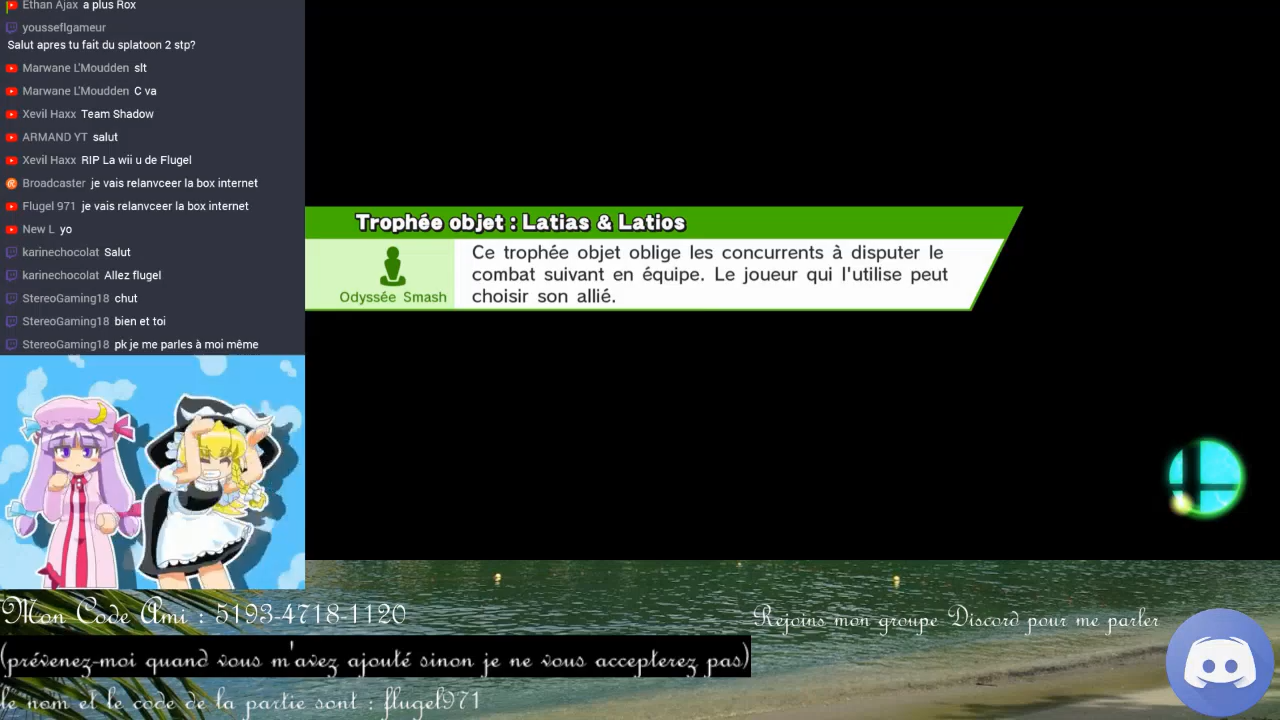 Ethan Ajax a plus Rox
yousseflgameur
Salut apres tu fait du splatoon 2 stp?
Marwane L'Moudden slt
Marwane L'Moudden C va
Xevil Haxx Team Shadow
ARMAND YT salut
Xevil Haxx RIP La wii u de Flugel
Broadcaster je vais relanvceer la box internet
Flugel 971 je vais relanvceer la box internet
New L yo
karinechocolat Salut
karinechocolat Allez flugel
StereoGaming18 chut
StereoGaming18 bien et toi
StereoGaming18 pk je me parles à moi même
Trophée objet : Latias & Latios
Odyssée Smash
Ce trophée objet oblige les concurrents à disputer le
combat suivant en équipe. Le joueur qui l'utilise peut
choisir son allié.
Mon Code Ami : 5193-4718-1120
(prévenez-moi quand vous m'avez ajouté sinon je ne vous accepterez pas)
le nom et le code de la partie sont : flugel971
Rejoins mon groupe Discord pour me parler